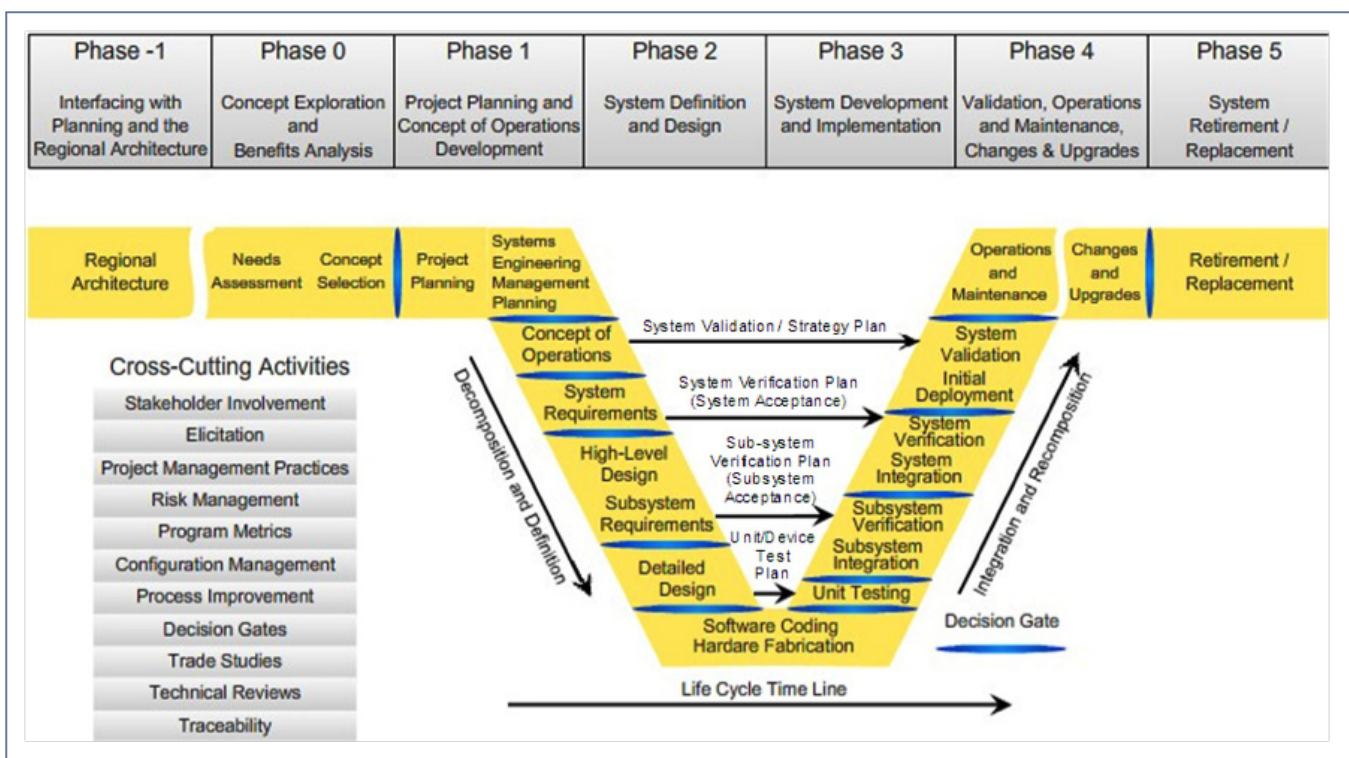 Phase -1
Interfacing with
Planning and the
Regional Architecture
Phase 0
Concept Exploration
and
Benefits Analysis
Phase 1
Project Planning and
Concept of Operations
Development
Phase 2
System Definition
and Design
Phase 3
System Development
and Implementation
Phase 4
Validation, Operations
and Maintenance,
Changes & Upgrades
Phase 5
System
Retirement /
Replacement
Regional
Architecture
Needs
Assessment
Concept
Selection
Project
Planning
Systems
Engineering
Management
Planning
Operations
and
Maintenance
Changes
and
Upgrades
Retirement /
Replacement
Cross-Cutting Activities
Stakeholder Involvement
Elicitation
Project Management Practices
Risk Management
Program Metrics
Configuration Management
Process Improvement
Decision Gates
Trade Studies
Technical Reviews
Traceability
Decomposition and Definition
Concept of
Operations
System
Requirements
High-Level
Design
Subsystem
Requirements
Detailed
Design
Software Coding
Hardare Fabrication
System Validation / Strategy Plan
System Verification Plan
(System Acceptance)
Sub-system
Verification Plan
(Subsystem
Acceptance)
Unit/Device
Test
Plan
System
Validation
Initial
Deployment
System
Verification
System
Integration
Subsystem
Verification
Subsystem
Integration
Unit Testing
Integration and Recomposition
Decision Gate
Life Cycle Time Line